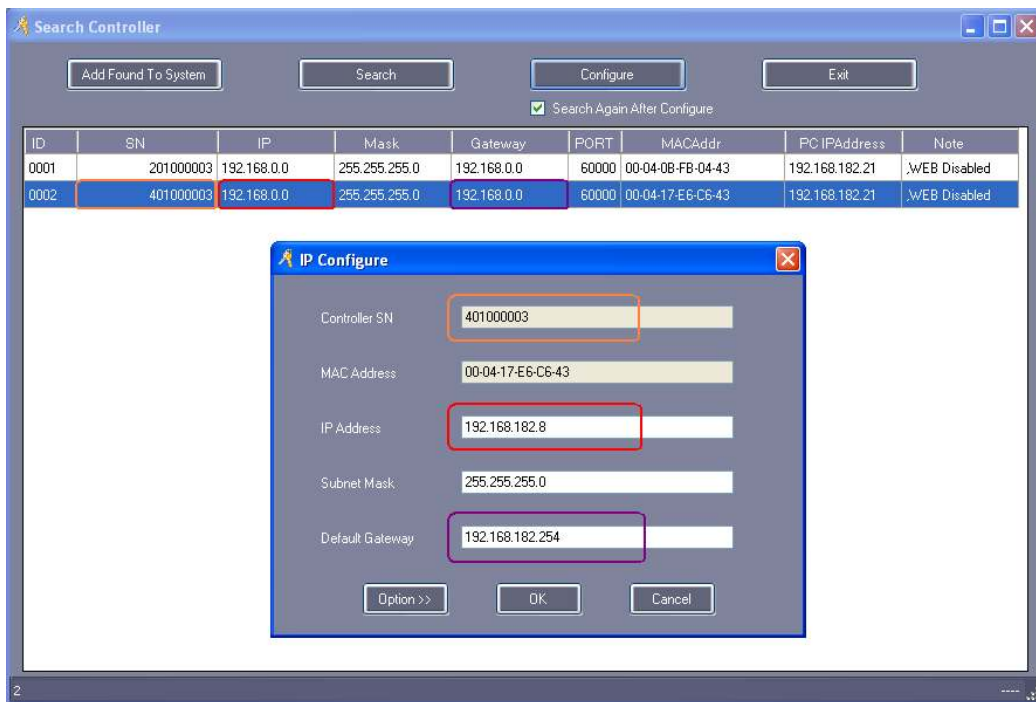 Search Controller
Add Found To System Search Configure Exit
Search Again After Configure
ID SN IP Mask Gateway PORT MACAddr PC IPAddress Note
0001 201000003 192.168.0.0 255.255.255.0 192.168.0.0 60000 00-04-0B-FB-04-43 192.168.182.21 ,WEB Disabled
0002 401000003 192.168.0.0 255.255.255.0 192.168.0.0 60000 00-04-17-E6-C6-43 192.168.182.21 ,WEB Disabled
IP Configure
Controller SN 401000003
MAC Address 00-04-17-E6-C6-43
IP Address 192.168.182.8
Subnet Mask 255.255.255.0
Default Gateway 192.168.182.254
Option >> OK Cancel
2 ----